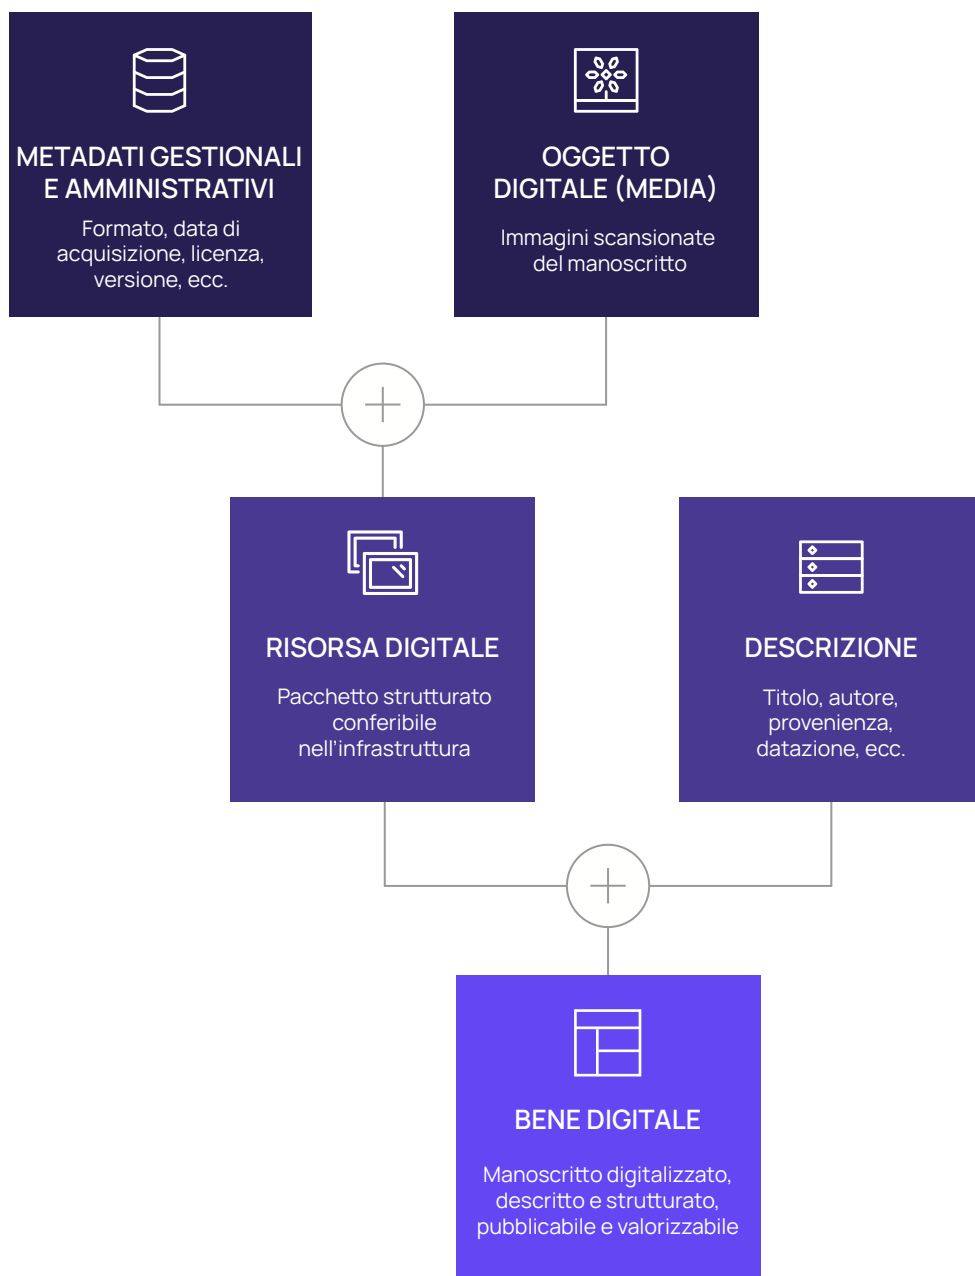 METADATI GESTIONALI
E AMMINISTRATIVI
Formato, data di
acquisizione, licenza,
versione, ecc.
OGGETTO
DIGITALE (MEDIA)
Immagini scansionate
del manoscritto
RISORSA DIGITALE
Pacchetto strutturato
conferibile
nell'infrastruttura
DESCRIZIONE
Titolo, autore,
provenienza,
datazione, ecc.
BENE DIGITALE
Manoscritto digitalizzato,
descritto e strutturato,
pubblicabile e valorizzabile